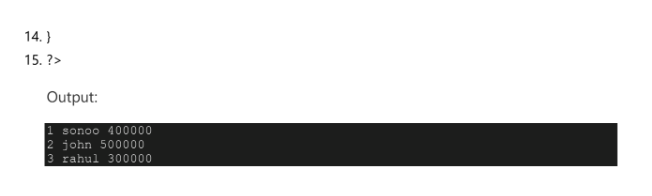 14. }
15. ?>
Output:
1 sonoo 400000
2 john 500000
3 rahul 300000